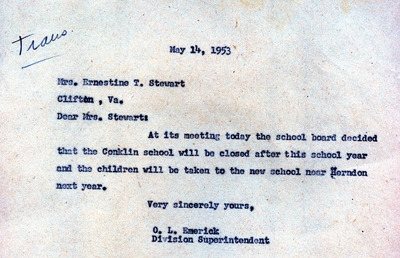 Trans.
May 14, 1953
Mrs. Ernestine T. Stewart
Clifton , Va.
Dear Mrs. Stewart:
At its meeting today the school board decided
that the Conklin school will be closed after this school year
and the children will be taken to the new school near Herndon
next year.
Very sincerely yours,
O. L. Emerick
Division Superintendent